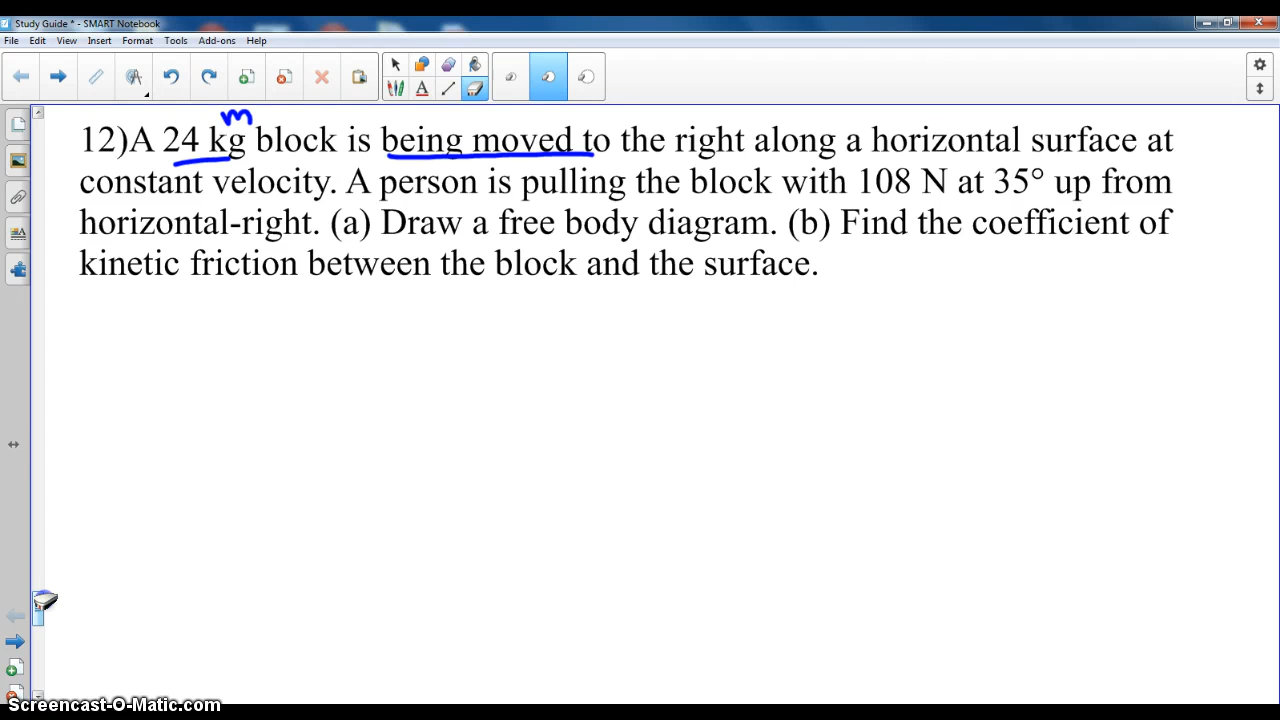 Study Guide * - SMART Notebook
File Edit View Insert Format Tools Add-ons Help
m
12)A 24 kg block is being moved to the right along a horizontal surface at
constant velocity. A person is pulling the block with 108 N at 35° up from
horizontal-right. (a) Draw a free body diagram. (b) Find the coefficient of
kinetic friction between the block and the surface.
Screencast-O-Matic.com